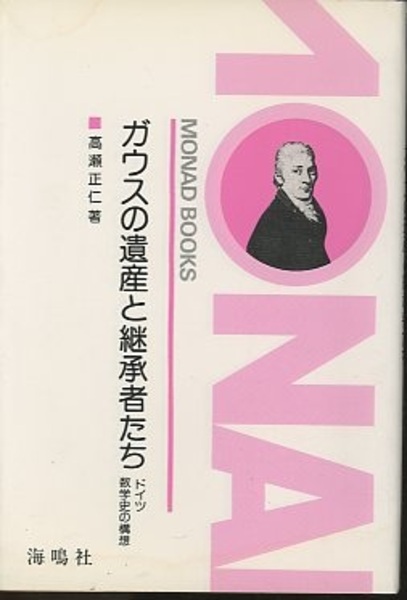 MONAD BOOKS
ガウスの遺産と継承者たち
ドイツ
数学史の構想
■高瀬正仁 著
海鳴社
MONAD